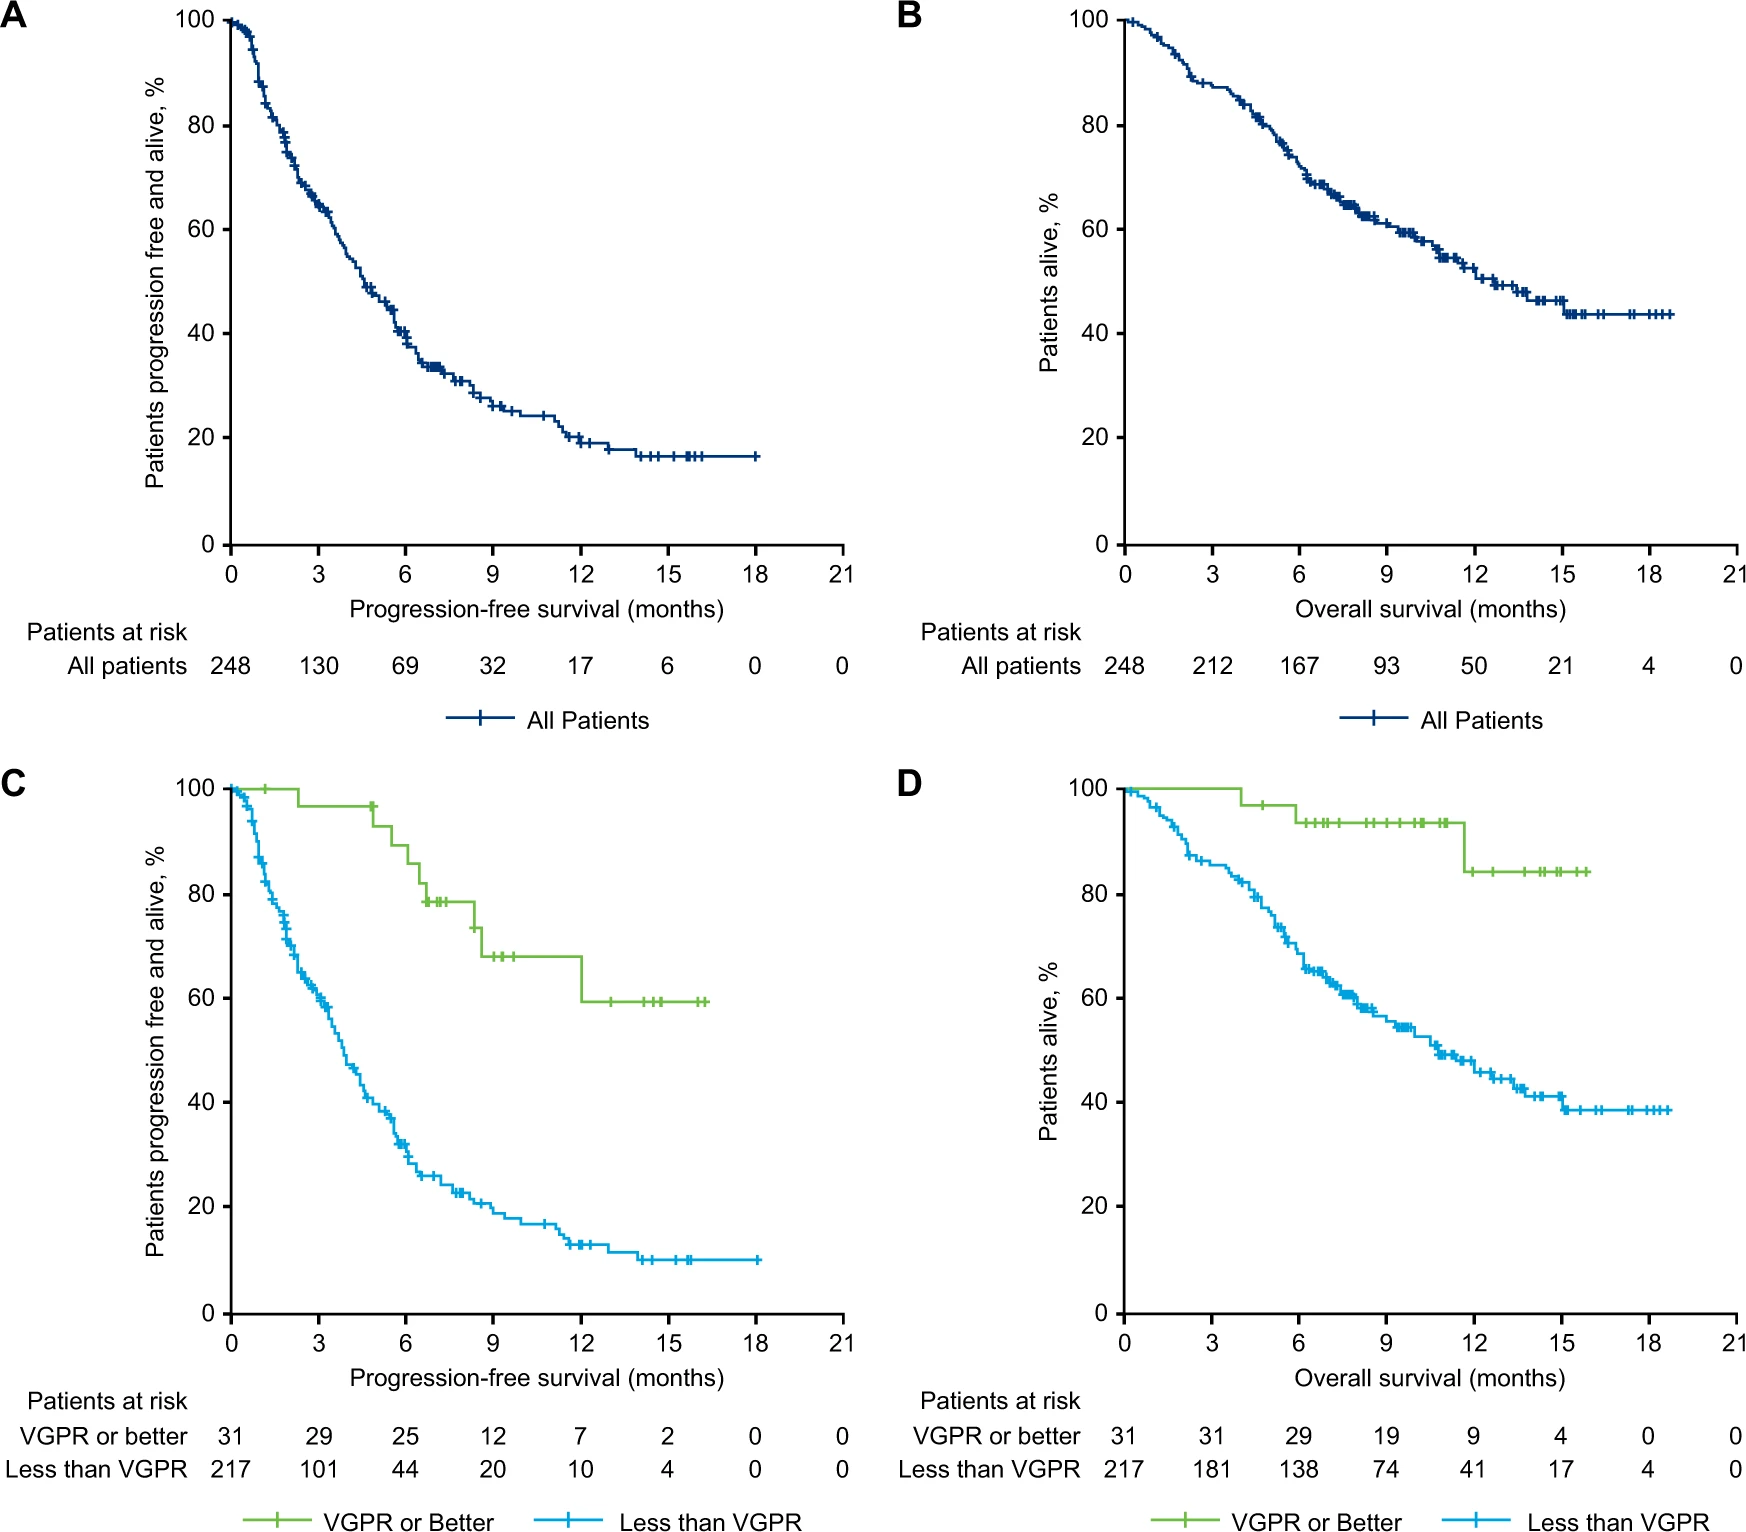 A
Patients progression free and alive, %
100
80
60
40
20
0
0 3 6 9 12 15 18 21
Progression-free survival (months)
Patients at risk
All patients 248 130 69 32 17 6 0 0
All Patients
B
Patients alive, %
100
80
60
40
20
0
0 3 6 9 12 15 18 21
Overall survival (months)
Patients at risk
All patients 248 212 167 93 50 21 4 0
All Patients
C
Patients progression free and alive, %
100
80
60
40
20
0
0 3 6 9 12 15 18 21
Progression-free survival (months)
Patients at risk
VGPR or better 31 29 25 12 7 2 0 0
Less than VGPR 217 101 44 20 10 4 0 0
VGPR or Better Less than VGPR
D
Patients alive, %
100
80
60
40
20
0
0 3 6 9 12 15 18 21
Overall survival (months)
Patients at risk
VGPR or better 31 31 29 19 9 4 0 0
Less than VGPR 217 181 138 74 41 17 4 0
VGPR or Better Less than VGPR